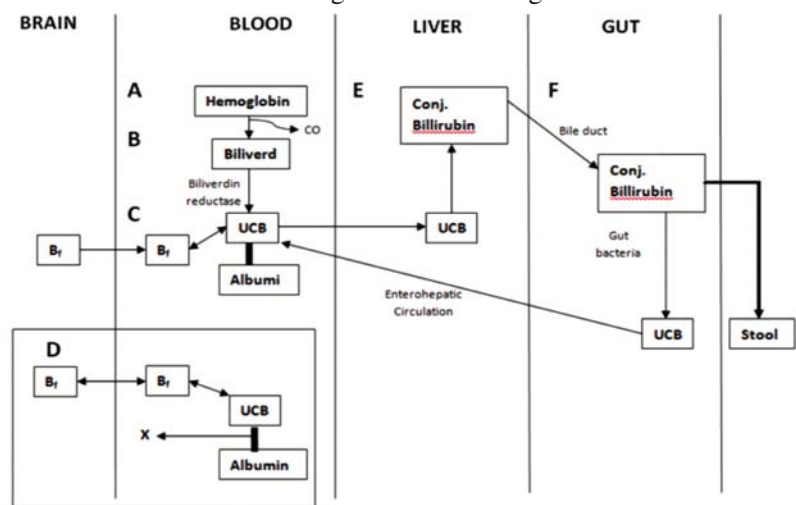 BRAIN
BLOOD
LIVER
GUT
A
Hemoglobin
CO
B
Biliverd
Biliverdin
reductase
C
UCB
Bf
Bf
Albumi
E
Conj.
Billirubin
UCB
Enterohepatic
Circulation
F
Bile duct
Conj.
Billirubin
Gut
bacteria
UCB
Stool
D
Bf
Bf
UCB
X
Albumin